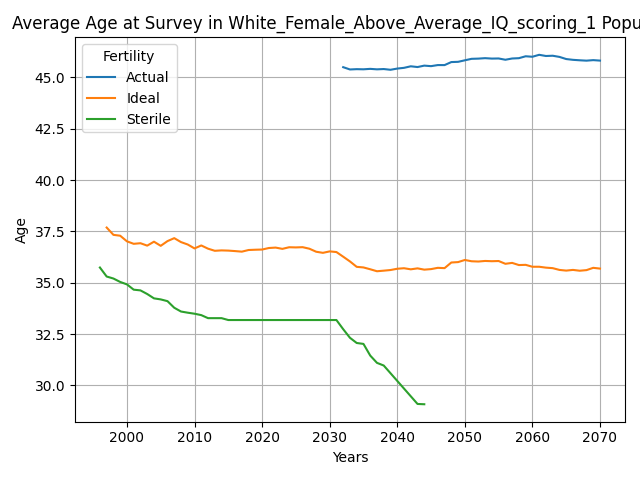 Average Age at Survey in White_Female_Above_Average_IQ_scoring_1 Popu
Fertility
Actual
Ideal
Sterile
45.0
42.5
40.0
37.5
35.0
32.5
30.0
Age
2000 2010 2020 2030 2040 2050 2060 2070
Years